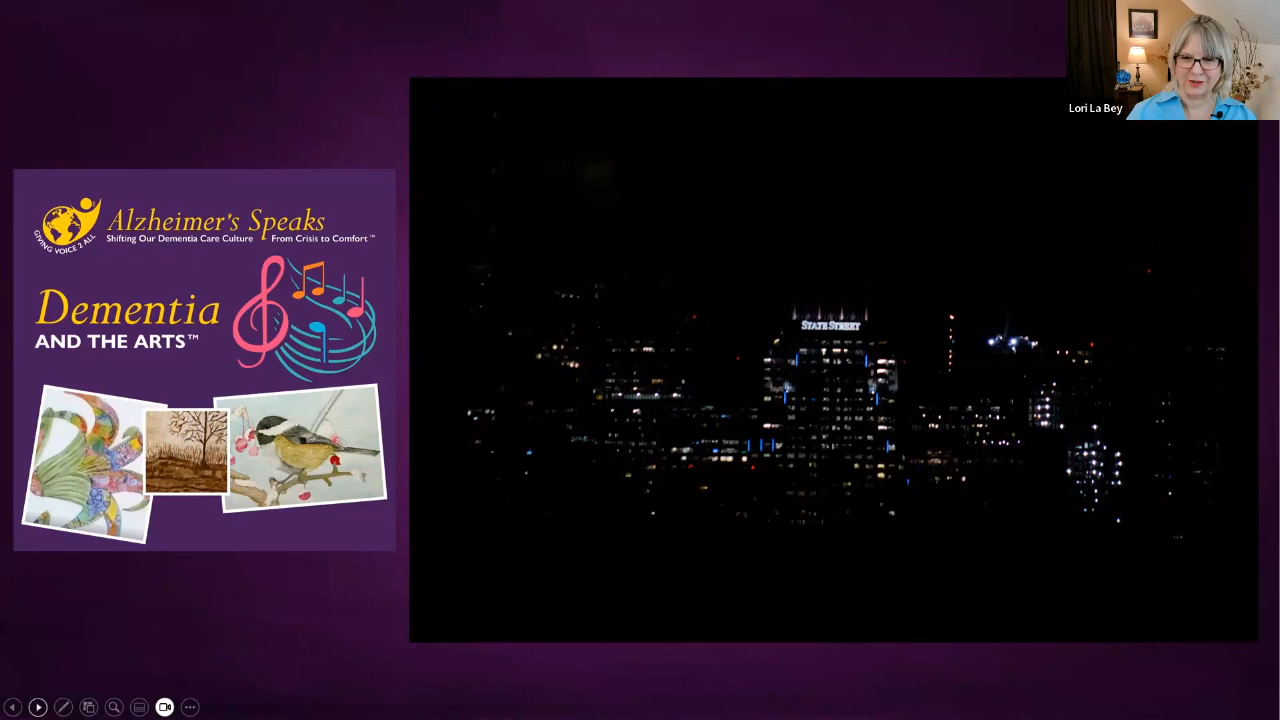 Alzheimer's Speaks
Shifting Our Dementia Care Culture From Crisis to Comfort™
GIVING VOICE 2 ALL
Dementia
AND THE ARTS™
STATE STREET
Lori La Bey